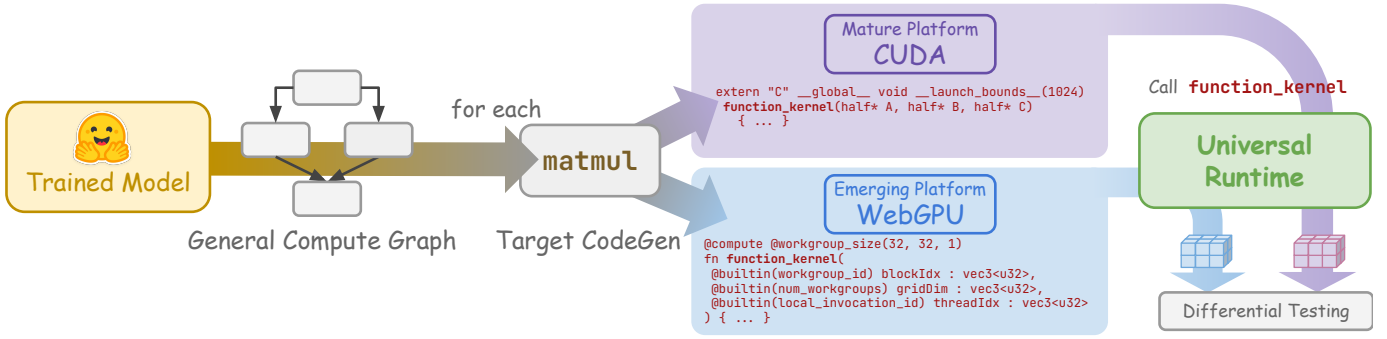 Trained Model
General Compute Graph
for each
matmul
Target CodeGen
Mature Platform
CUDA
extern "C" __global__ void __launch_bounds__(1024)
function_kernel(half* A, half* B, half* C)
{ ... }
Emerging Platform
WebGPU
@compute @workgroup_size(32, 32, 1)
fn function_kernel(
@builtin(workgroup_id) blockIdx : vec3<u32>,
@builtin(num_workgroups) gridDim : vec3<u32>,
@builtin(local_invocation_id) threadIdx : vec3<u32>
) { ... }
Call function_kernel
Universal
Runtime
Differential Testing